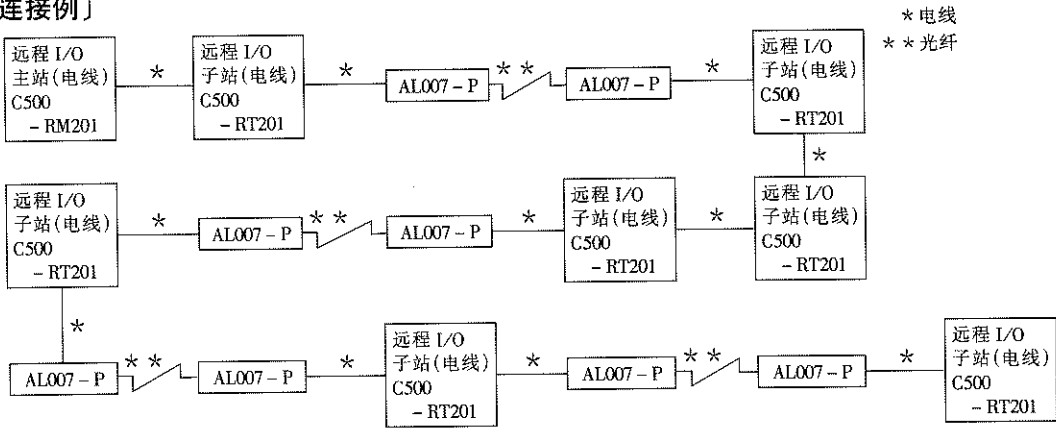 连接例」
* 电线
* * 光纤
远程 I/O
主站(电线)
C500
- RM201
*
远程 I/O
子站(电线)
C500
- RT201
*
AL007 - P
* *
AL007 - P
*
远程 I/O
子站(电线)
C500
- RT201
*
远程 I/O
子站(电线)
C500
- RT201
*
AL007 - P
* *
AL007 - P
*
远程 I/O
子站(电线)
C500
- RT201
*
远程 I/O
子站(电线)
C500
- RT201
*
AL007 - P
* *
AL007 - P
*
远程 I/O
子站(电线)
C500
- RT201
*
AL007 - P
* *
AL007 - P
*
远程 I/O
子站(电线)
C500
- RT201